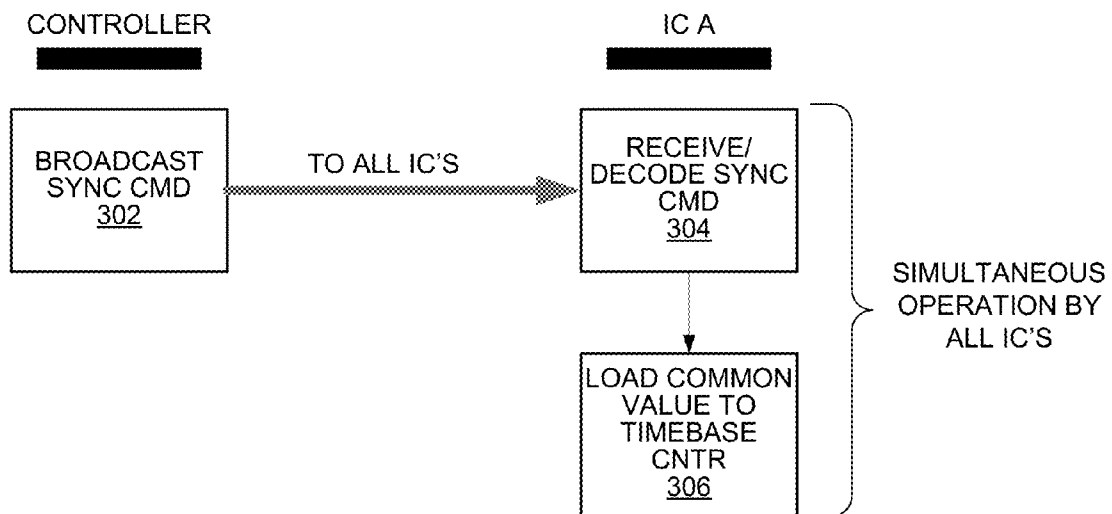 CONTROLLER
IC A
BROADCAST
SYNC CMD
302
TO ALL IC'S
RECEIVE/
DECODE SYNC
CMD
304
SIMULTANEOUS
OPERATION BY
ALL IC'S
LOAD COMMON
VALUE TO
TIMEBASE
CNTR
306